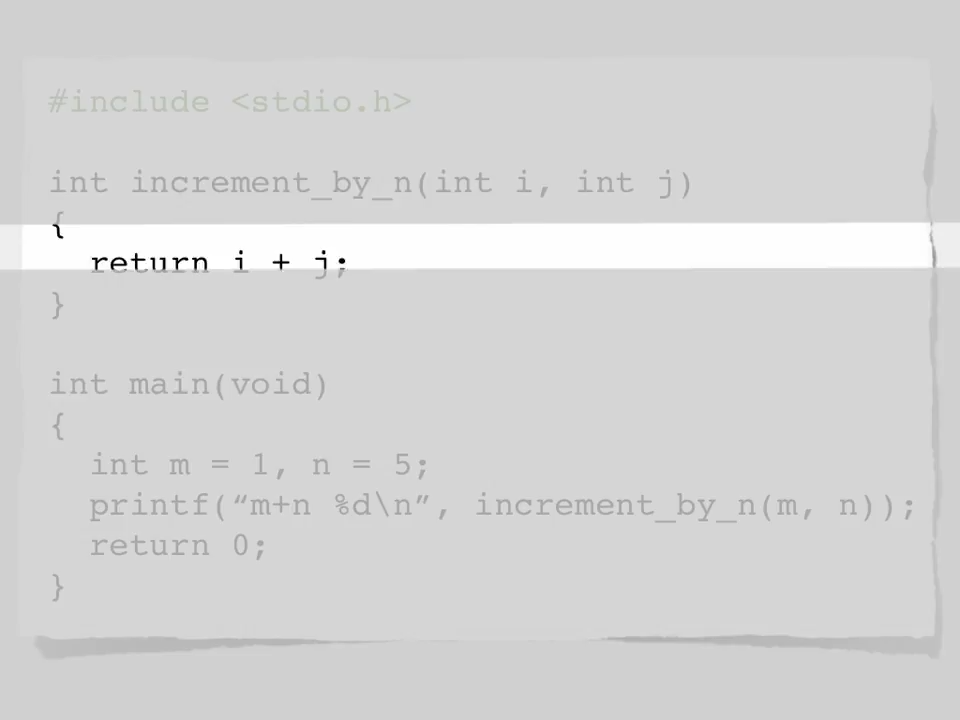 #include <stdio.h>
int increment_by_n(int i, int j)
{
  return i + j;
}
int main(void)
{
  int m = 1, n = 5;
  printf(“m+n %d\n”, increment_by_n(m, n));
  return 0;
}